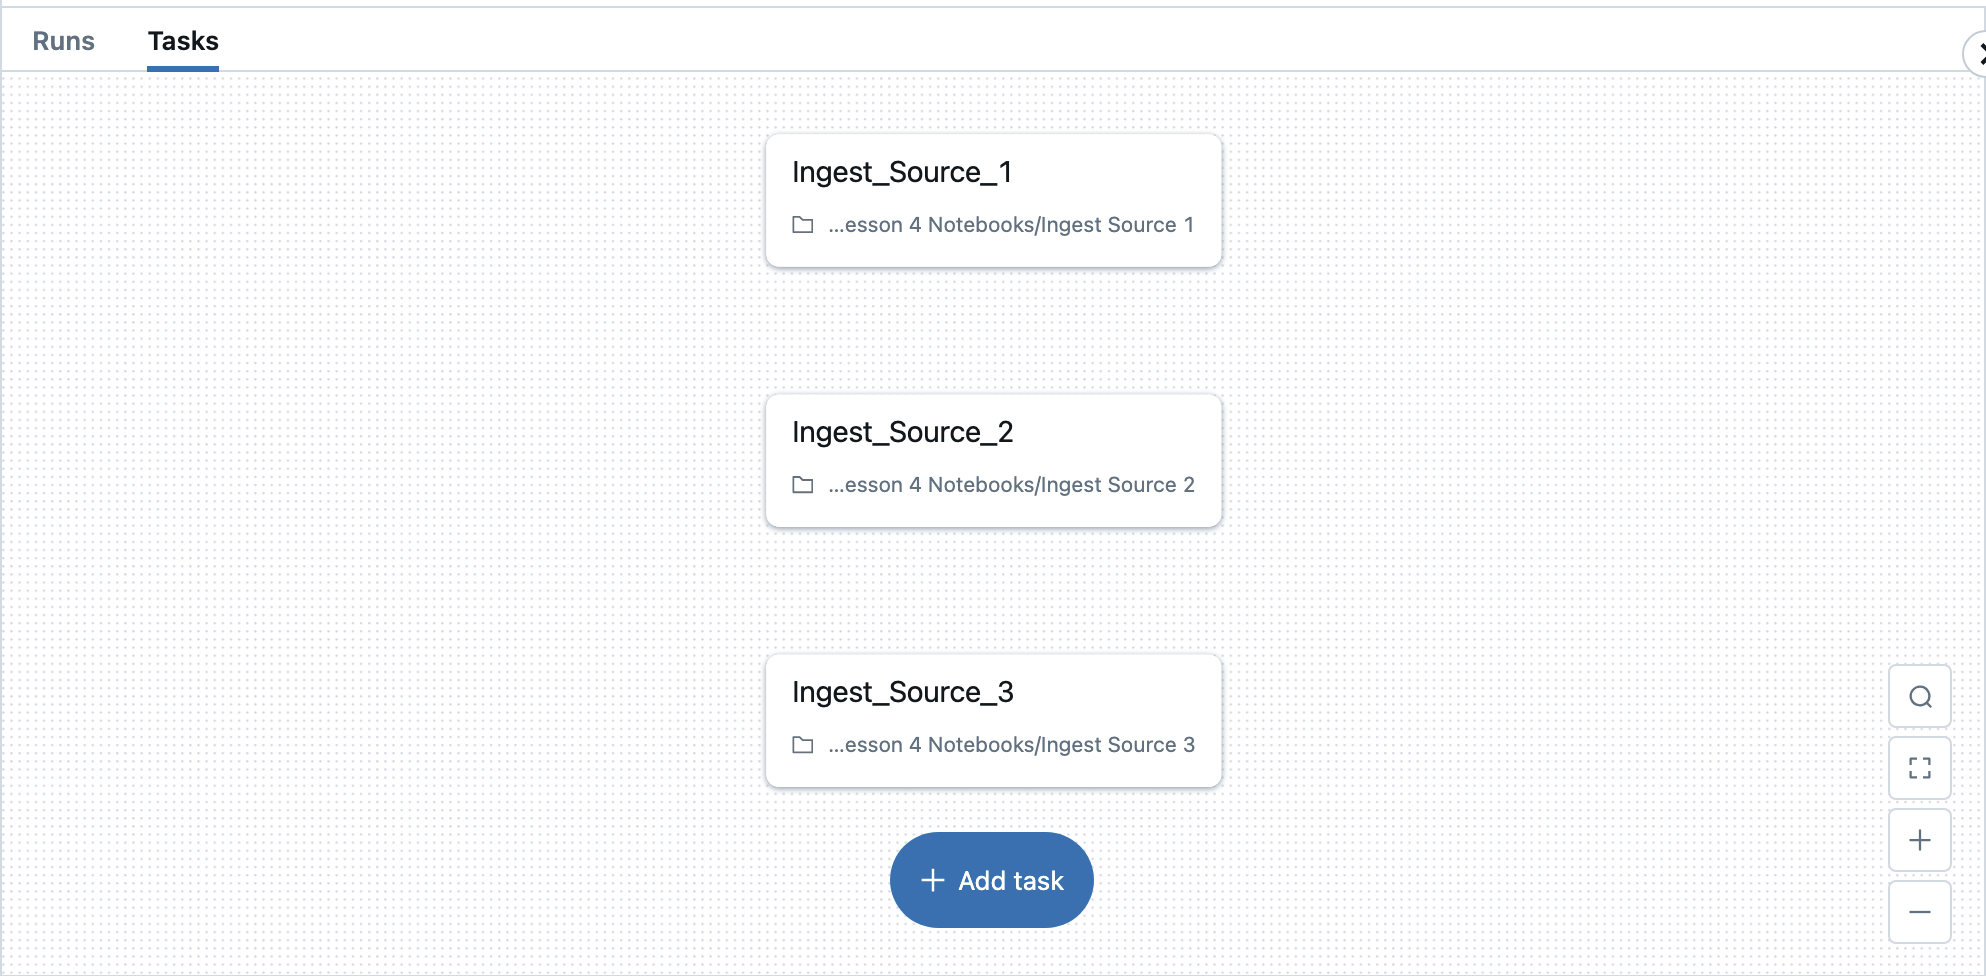 Runs Tasks
Ingest_Source_1
...esson 4 Notebooks/Ingest Source 1
Ingest_Source_2
...esson 4 Notebooks/Ingest Source 2
Ingest_Source_3
...esson 4 Notebooks/Ingest Source 3
+ Add task